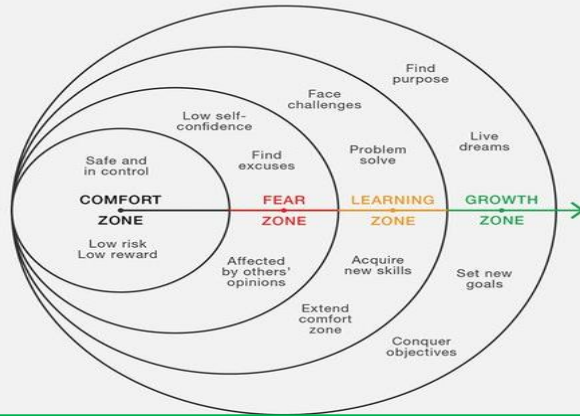 Safe and
in control
COMFORT
ZONE
Low risk
Low reward
Low self-
confidence
Find
excuses
FEAR
ZONE
Affected
by others'
opinions
Face
challenges
Problem
solve
LEARNING
ZONE
Acquire
new skills
Extend
comfort
zone
Find
purpose
Live
dreams
GROWTH
ZONE
Set new
goals
Conquer
objectives